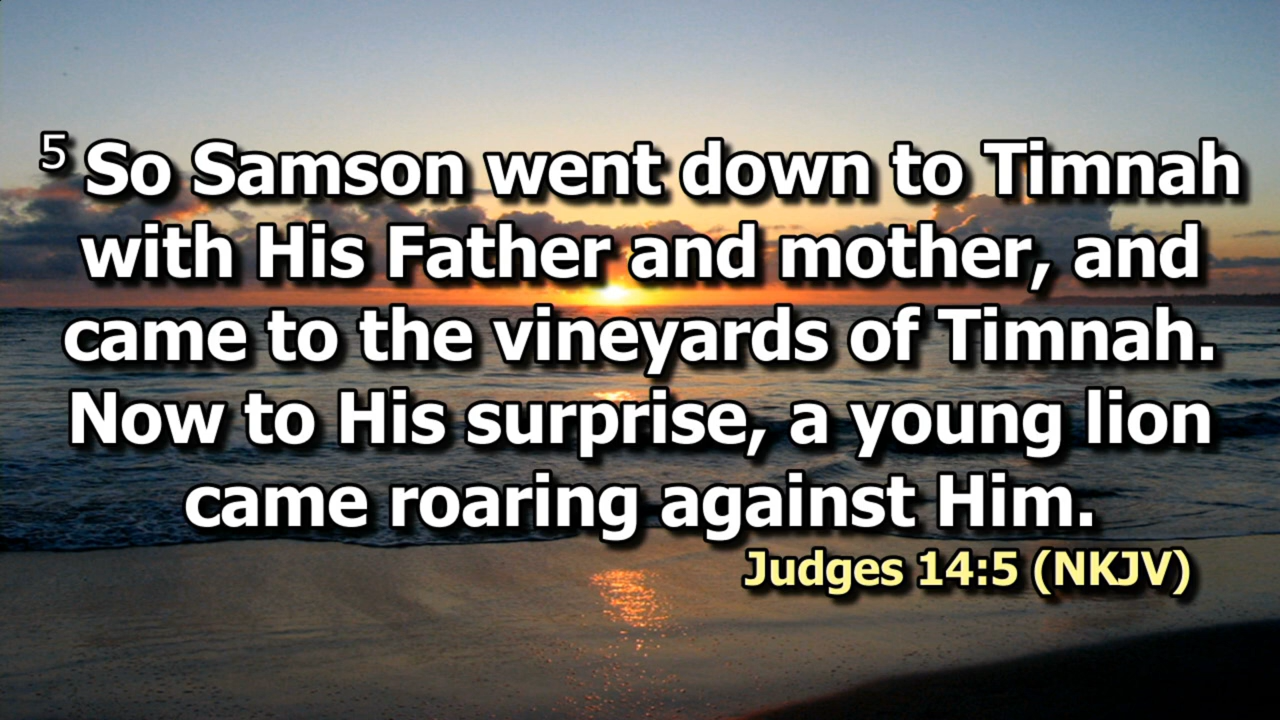 5 So Samson went down to Timnah
with His Father and mother, and
came to the vineyards of Timnah.
Now to His surprise, a young lion
came roaring against Him.
Judges 14:5 (NKJV)